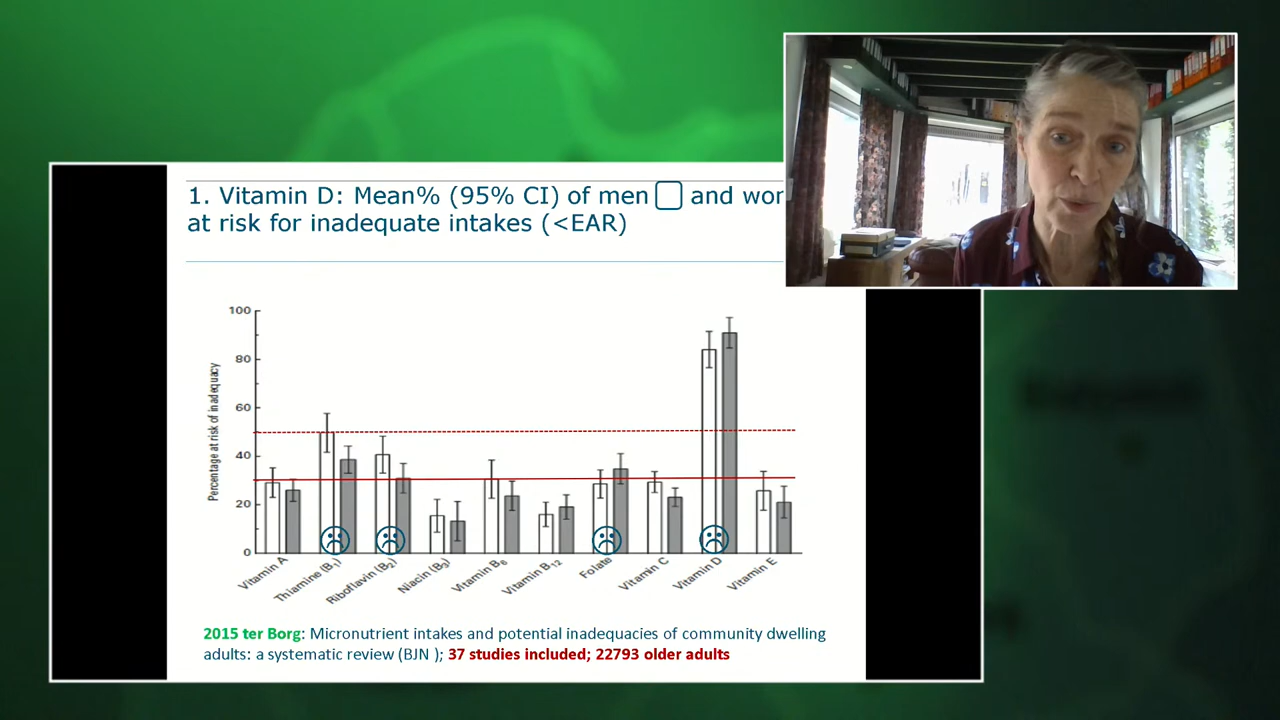 1. Vitamin D: Mean% (95% CI) of men and
at risk for inadequate intakes (<EAR)
100
80
60
40
20
0
Percentage at risk of inadequacy
Vitamin A
Thiamine (B1)
Riboflavin (B2)
Niacin (B3)
Vitamin B6
Vitamin B12
Folate
Vitamin C
Vitamin D
Vitamin E
2015 ter Borg: Micronutrient intakes and potential inadequacies of community dwelling
adults: a systematic review (BJN ); 37 studies included; 22793 older adults